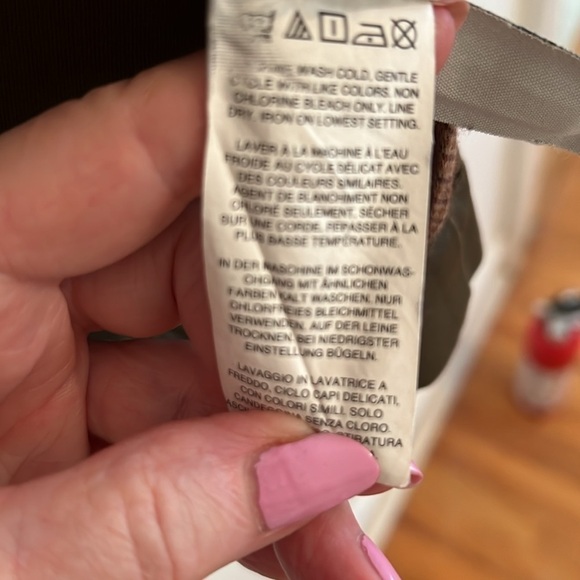 WASH COLD, GENTLE
CYCLE WITH LIKE COLORS. NON
CHLORINE BLEACH ONLY. LINE
DRY. IRON ON LOWEST SETTING.
LAVER À LA MACHINE À L'EAU
FROIDE AU CYCLE DÉLICAT AVEC
DES COULEURS SIMILAIRES.
AGENT DE BLANCHIMENT NON
CHLORÉ SEULEMENT. SÉCHER
SUR UNE CORDE. REPASSER À LA
PLUS BASSE TEMPÉRATURE.
IN DER MASCHINE IM SCHONWAS-
CHGANG MIT ÄHNLICHEN
FARBEN KALT WASCHEN. NUR
CHLORFREIES BLEICHMITTEL
VERWENDEN. AUF DER LEINE
TROCKNEN. BEI NIEDRIGSTER
EINSTELLUNG BÜGELN.
LAVAGGIO IN LAVATRICE A
FREDDO, CICLO CAPI DELICATI,
CON COLORI SIMILI. SOLO
CANDEGGINA SENZA CLORO.
STIRATURA